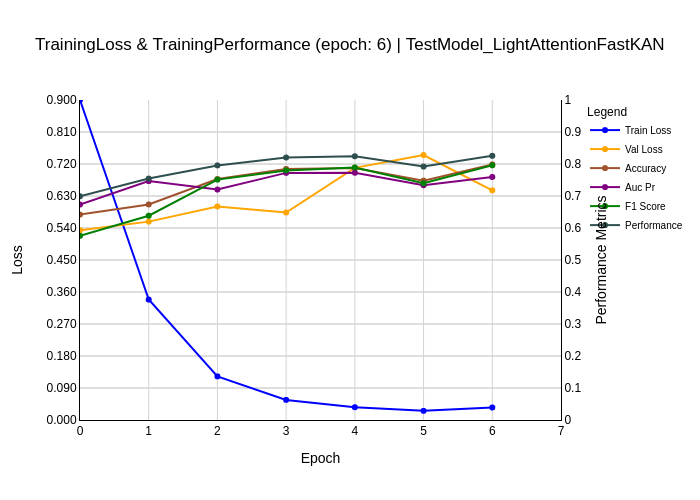 TrainingLoss & TrainingPerformance (epoch: 6) | TestModel_LightAttentionFastKAN
Legend
Train Loss
Val Loss
Accuracy
Auc Pr
F1 Score
Performance
Loss
0.900
0.810
0.720
0.630
0.540
0.450
0.360
0.270
0.180
0.090
0.000
1
0.9
0.8
0.7
0.6
0.5
0.4
0.3
0.2
0.1
0
Performance Metrics
0 1 2 3 4 5 6 7
Epoch